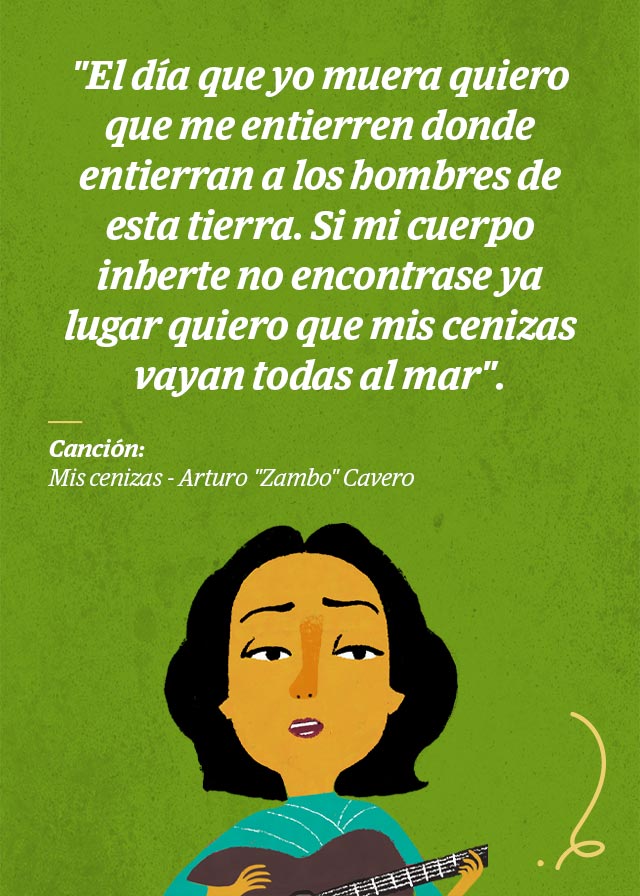 "El día que yo muera quiero
que me entierren donde
entierran a los hombres de
esta tierra. Si mi cuerpo
inherte no encontrase ya
lugar quiero que mis cenizas
vayan todas al mar".
Canción:
Mis cenizas - Arturo "Zambo" Cavero